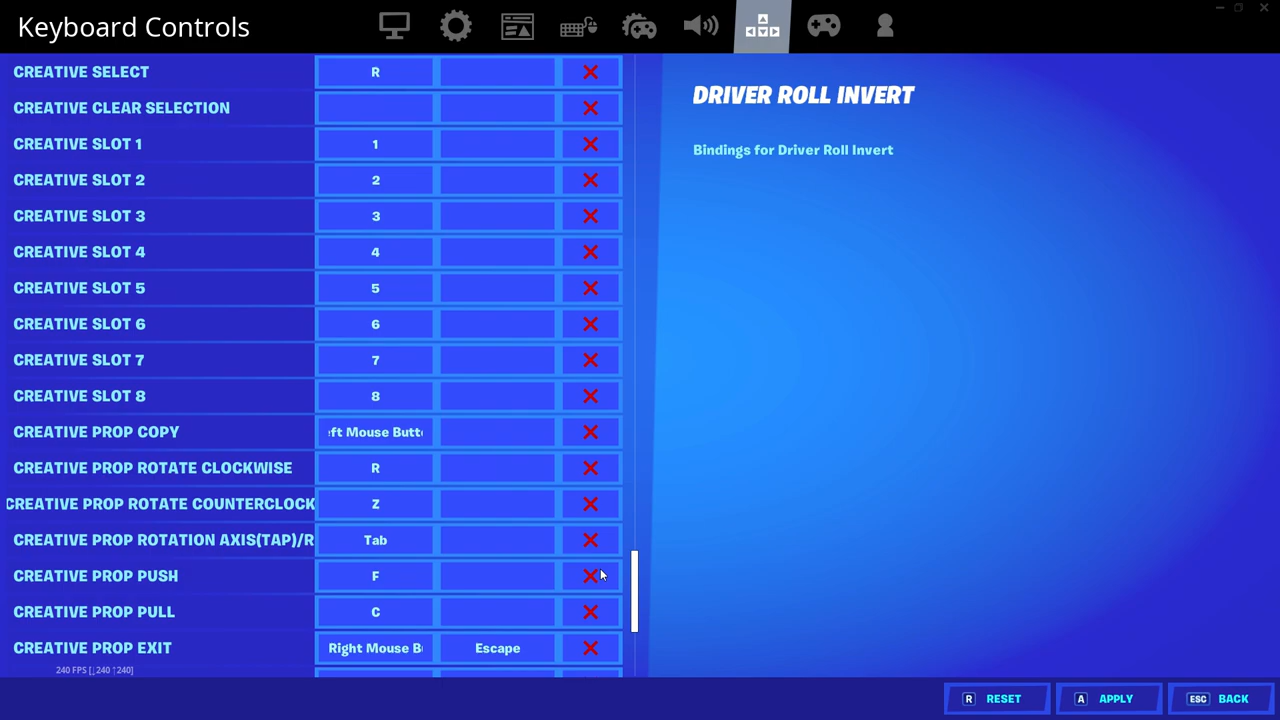 Keyboard Controls
CREATIVE SELECT R
CREATIVE CLEAR SELECTION
CREATIVE SLOT 1 1
CREATIVE SLOT 2 2
CREATIVE SLOT 3 3
CREATIVE SLOT 4 4
CREATIVE SLOT 5 5
CREATIVE SLOT 6 6
CREATIVE SLOT 7 7
CREATIVE SLOT 8 8
CREATIVE PROP COPY ft Mouse Butt
CREATIVE PROP ROTATE CLOCKWISE R
CREATIVE PROP ROTATE COUNTERCLOCK Z
CREATIVE PROP ROTATION AXIS(TAP)/R Tab
CREATIVE PROP PUSH F
CREATIVE PROP PULL C
CREATIVE PROP EXIT Right Mouse B Escape
240 FPS [↓240 ↑240]
DRIVER ROLL INVERT
Bindings for Driver Roll Invert
R RESET
A APPLY
ESC BACK